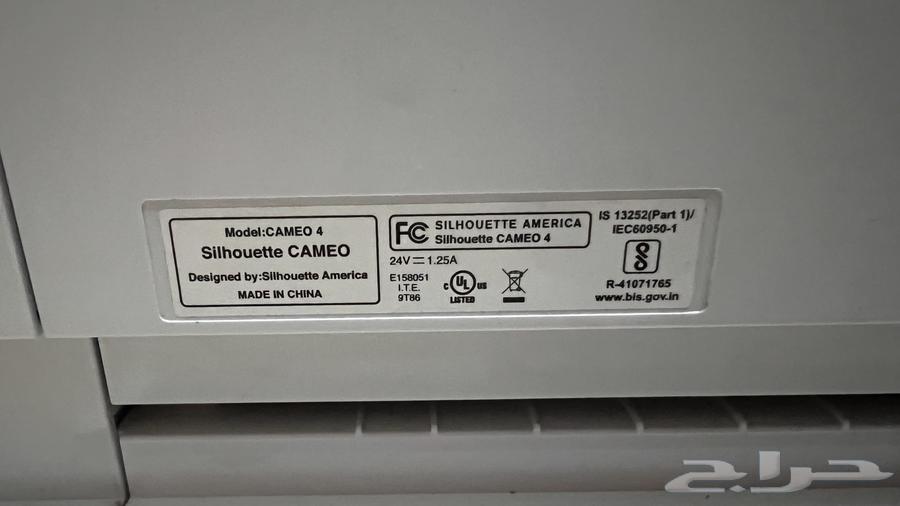 Model:CAMEO 4
Silhouette CAMEO
Designed by:Silhouette America
MADE IN CHINA
FC SILHOUETTE AMERICA
Silhouette CAMEO 4
24V⎓1.25A
E158051
I.T.E.
9T86
c UL us
LISTED
IS 13252(Part 1)/
IEC60950-1
R-41071765
www.bis.gov.in
حراج